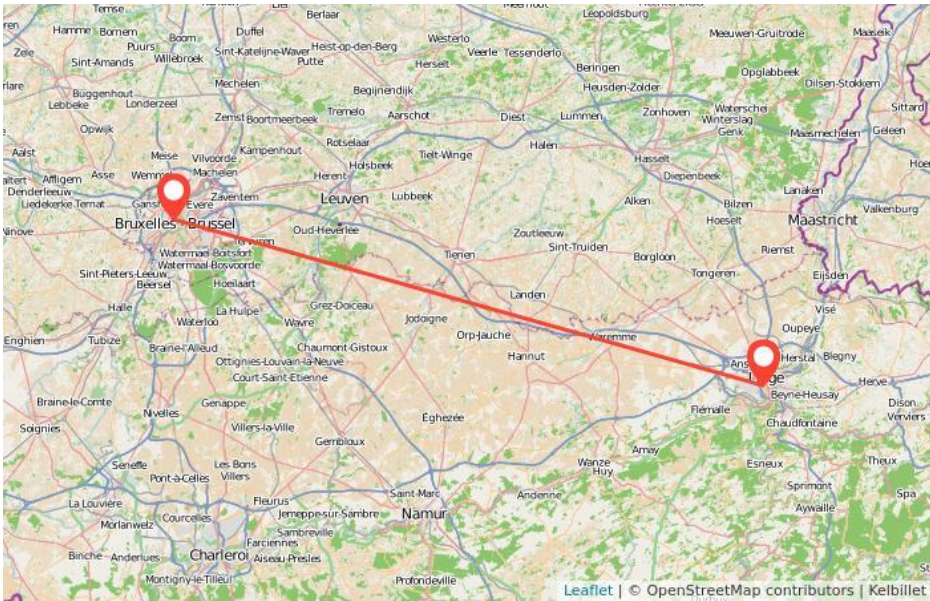 Temse
Berlaar
Leopoldsburg
Hamme
Bornem
Boom
Duffel
Westerlo
Meeuwen-Gruitrode
Maaseik
Zele
Puurs
Sint-Katelijne-Waver
Heist-op-den-Berg
Veerle
Tessenderlo
Sint-Amands
Willebroek
Putte
Herselt
Beringen
Opglabbeek
Buggenhout
Mechelen
Begijnendijk
Heusden-Zolder
Dilsen-Stokkem
Lebbeke
Londerzeel
Tremelo
Aarschot
Diest
Lummen
Zonhoven
Waterschei
Sittard
Zemst
Boortmeerbeek
Winterslag
Opwijk
Genk
Maasmechelen
Geleen
Rotselaar
Halen
Aalst
Meise
Vilvoorde
Kampenhout
Holsbeek
Tielt-Winge
Hasselt
Affligem
Asse
Wemm
Machelen
Herent
Diepenbeek
Denderleeuw
Zaventem
Leuven
Lubbeek
Lanaken
Liedekerke
Ternat
Gansh
Evere
Alken
Bilzen
Valkenburg
Ninove
Bruxelles - Brussel
Oud-Heverlee
Zoutleeuw
Hoeselt
Maastricht
Tervuren
Sint-Truiden
Riemst
Watermael-Boitsfort
Tienen
Borgloon
Watermaal-Bosvoorde
Sint-Pieters-Leeuw
Tongeren
Eijsden
Beersel
Hoeilaart
Landen
Halle
La Hulpe
Grez-Doiceau
Visé
Waterloo
Wavre
Jodoigne
Oupeye
Enghien
Tubize
Orp-Jauche
Waremme
Braine-l'Alleud
Chaumont-Gistoux
Hannut
Ans
Herstal
Blegny
Ottignies-Louvain-la-Neuve
Court-Saint-Etienne
Liège
Herve
Braine-le-Comte
Genappe
Beyne-Heusay
Dison
Nivelles
Éghezée
Flémalle
Verviers
Soignies
Villers-la-Ville
Chaudfontaine
Gembloux
Amay
Seneffe
Les Bons
Villers
Wanze
Huy
Esneux
Theux
Pont-à-Celles
Saint-Marc
Andenne
Sprimont
Spa
La Louvière
Fleurus
Namur
Aywaille
Courcelles
Jemeppe-sur-Sambre
Morlanwelz
Sambreville
Farciennes
Binche
Anderlues
Charleroi
Aiseau-Presles
Montigny-le-Tilleul
Profondeville
Leaflet | © OpenStreetMap contributors | Kelbillet